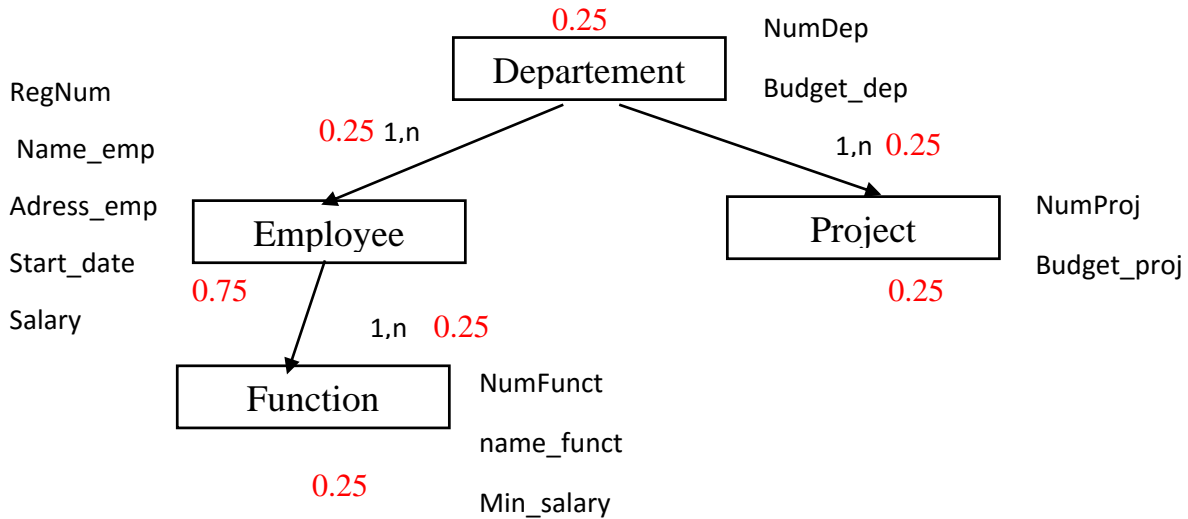 0.25
NumDep
Departement
Budget_dep
RegNum
0.25 1,n
1,n 0.25
Name_emp
Adress_emp
Employee
Project
NumProj
Start_date
Budget_proj
0.75
0.25
Salary
1,n 0.25
Function
NumFunct
name_funct
0.25
Min_salary